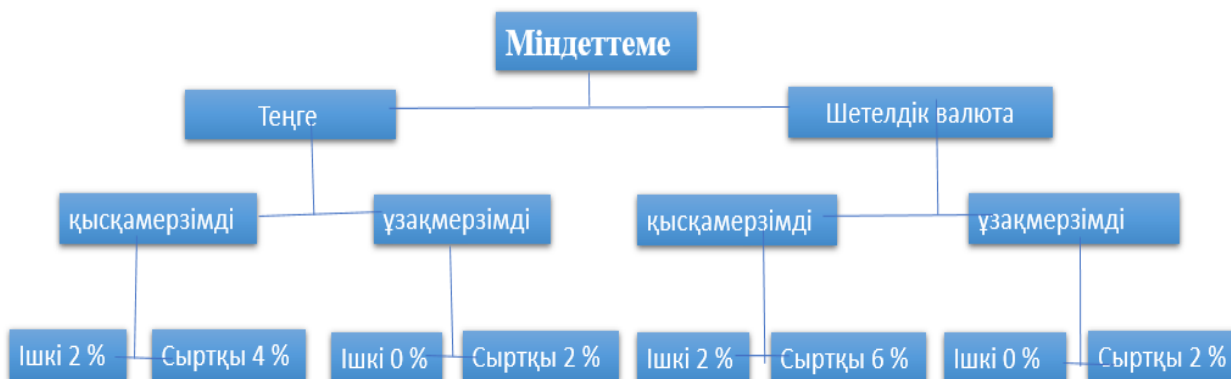 Міндеттеме
Теңге
Шетелдік валюта
қысқамерзімді
ұзақмерзімді
қысқамерзімді
ұзақмерзімді
Ішкі 2 %
Сыртқы 4 %
Ішкі 0 %
Сыртқы 2 %
Ішкі 2 %
Сыртқы 6 %
Ішкі 0 %
Сыртқы 2 %